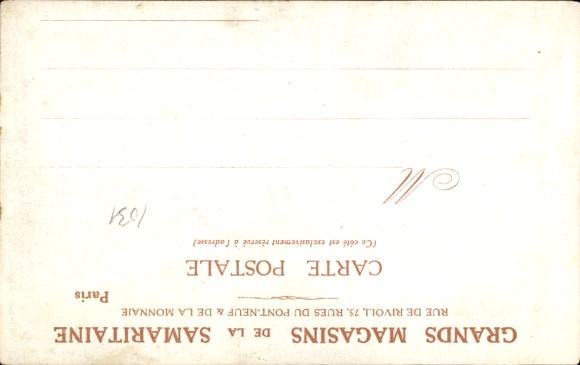 GRANDS MAGASINS DE LA SAMARITAINE
RUE DE RIVOLI, 75, RUES DU PONT-NEUF & DE LA MONNAIE
Paris
CARTE POSTALE
(Ce côté est exclusivement réservé à l'adresse)
M